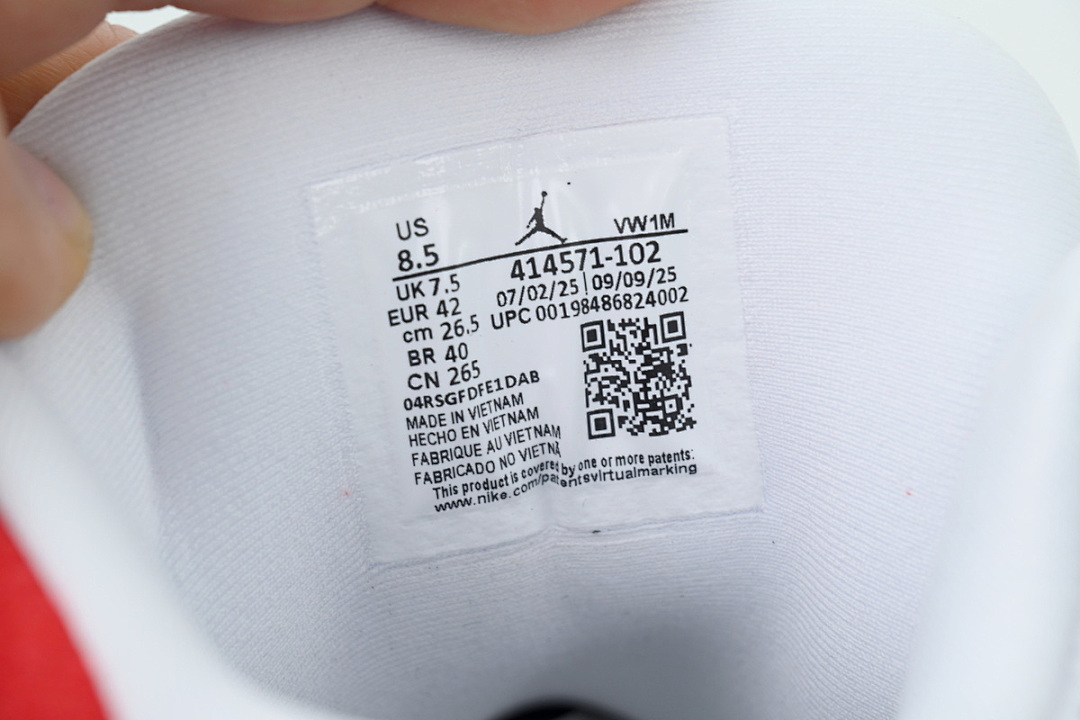 US
8.5
VW1M
414571-102
07/02/25 | 09/09/25
UPC 00198486824002
UK 7.5
EUR 42
cm 26.5
BR 40
CN 265
04RSGFDFE1DAB
MADE IN VIETNAM
HECHO EN VIETNAM
FABRIQUE AU VIETNAM
FABRICADO NO VIETNA
This product is covered by one or more patents:
www.nike.com/patentsvirtualmarking